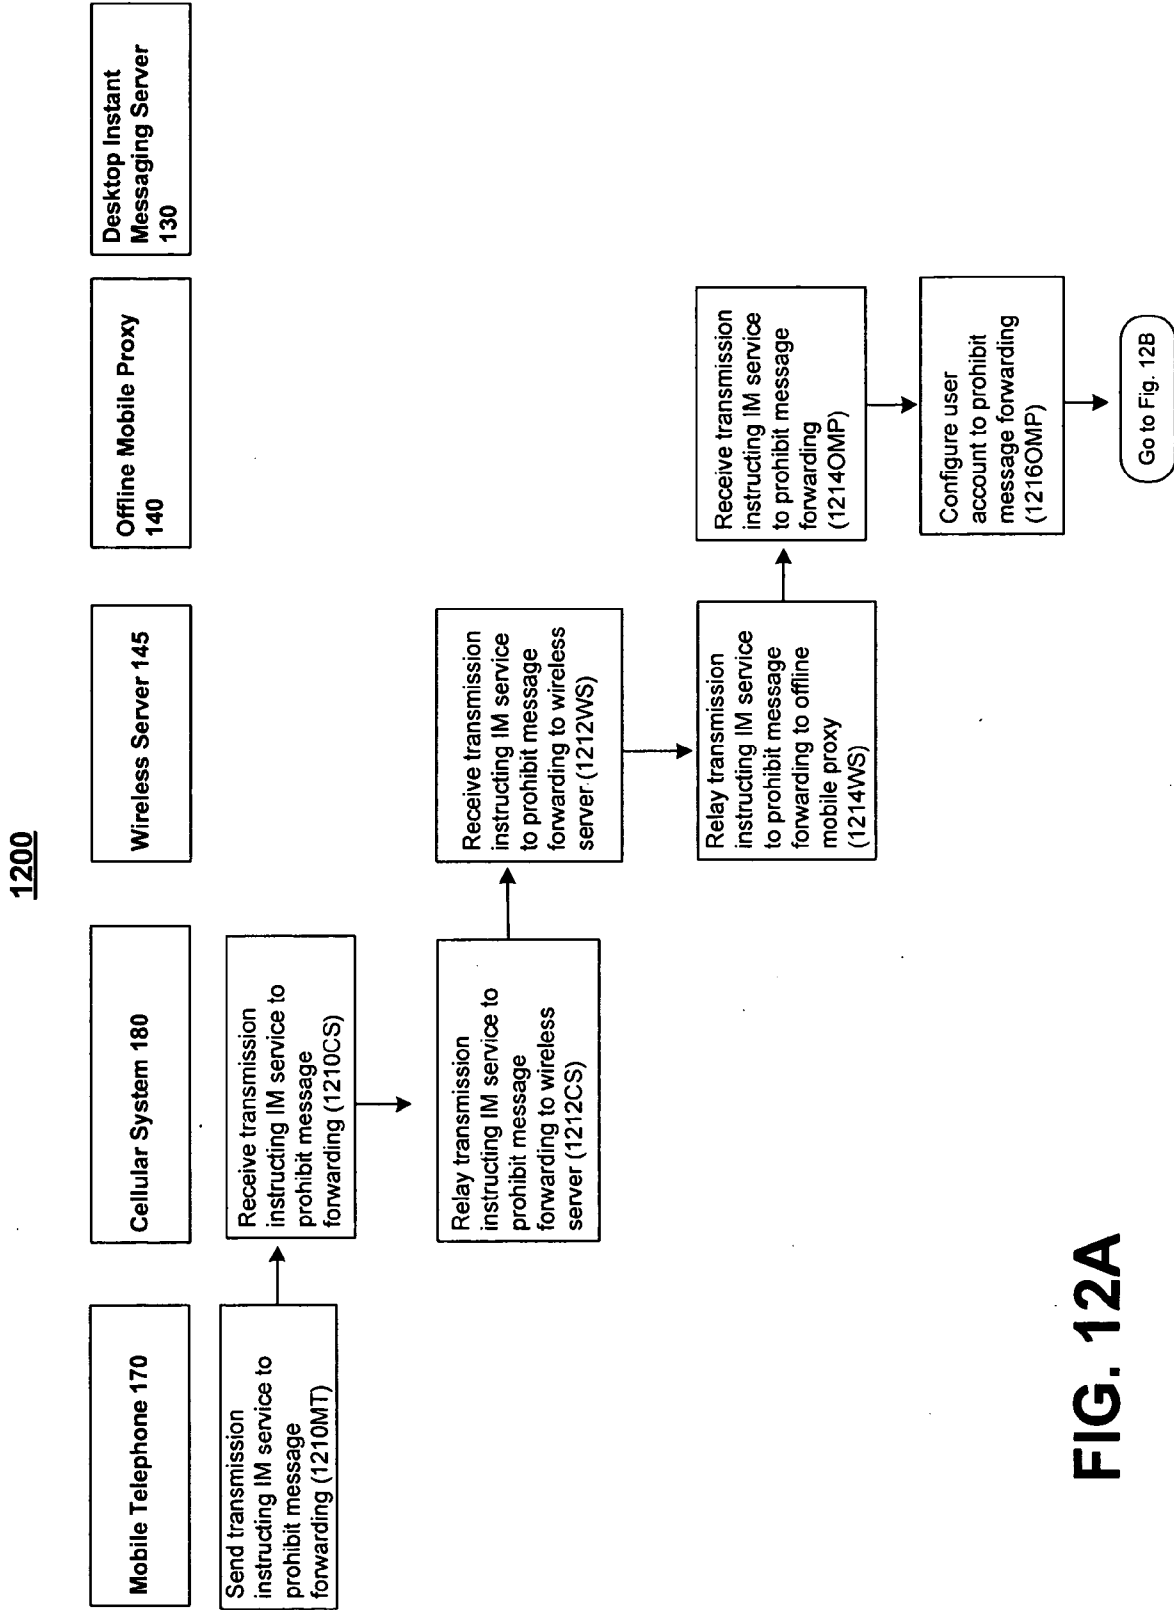 1200
Mobile Telephone 170
Cellular System 180
Wireless Server 145
Offline Mobile Proxy
140
Desktop Instant
Messaging Server
130
Send transmission
instructing IM service to
prohibit message
forwarding (1210MT)
Receive transmission
instructing IM service to
prohibit message
forwarding (1210CS)
Relay transmission
instructing IM service to
prohibit message
forwarding to wireless
server (1212CS)
Receive transmission
instructing IM service
to prohibit message
forwarding to wireless
server (1212WS)
Relay transmission
instructing IM service
to prohibit message
forwarding to offline
mobile proxy
(1214WS)
Receive transmission
instructing IM service
to prohibit message
forwarding
(1214OMP)
Configure user
account to prohibit
message forwarding
(1216OMP)
Go to Fig. 12B
FIG. 12A